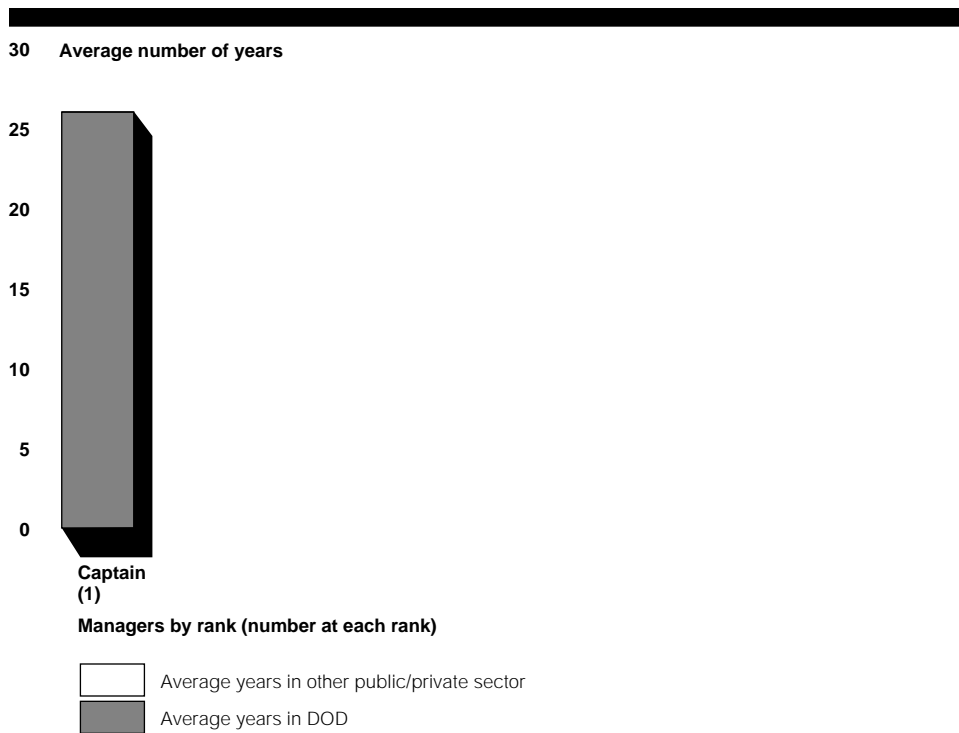 30 Average number of years
25
20
15
10
5
0
Captain
(1)
Managers by rank (number at each rank)
Average years in other public/private sector
Average years in DOD